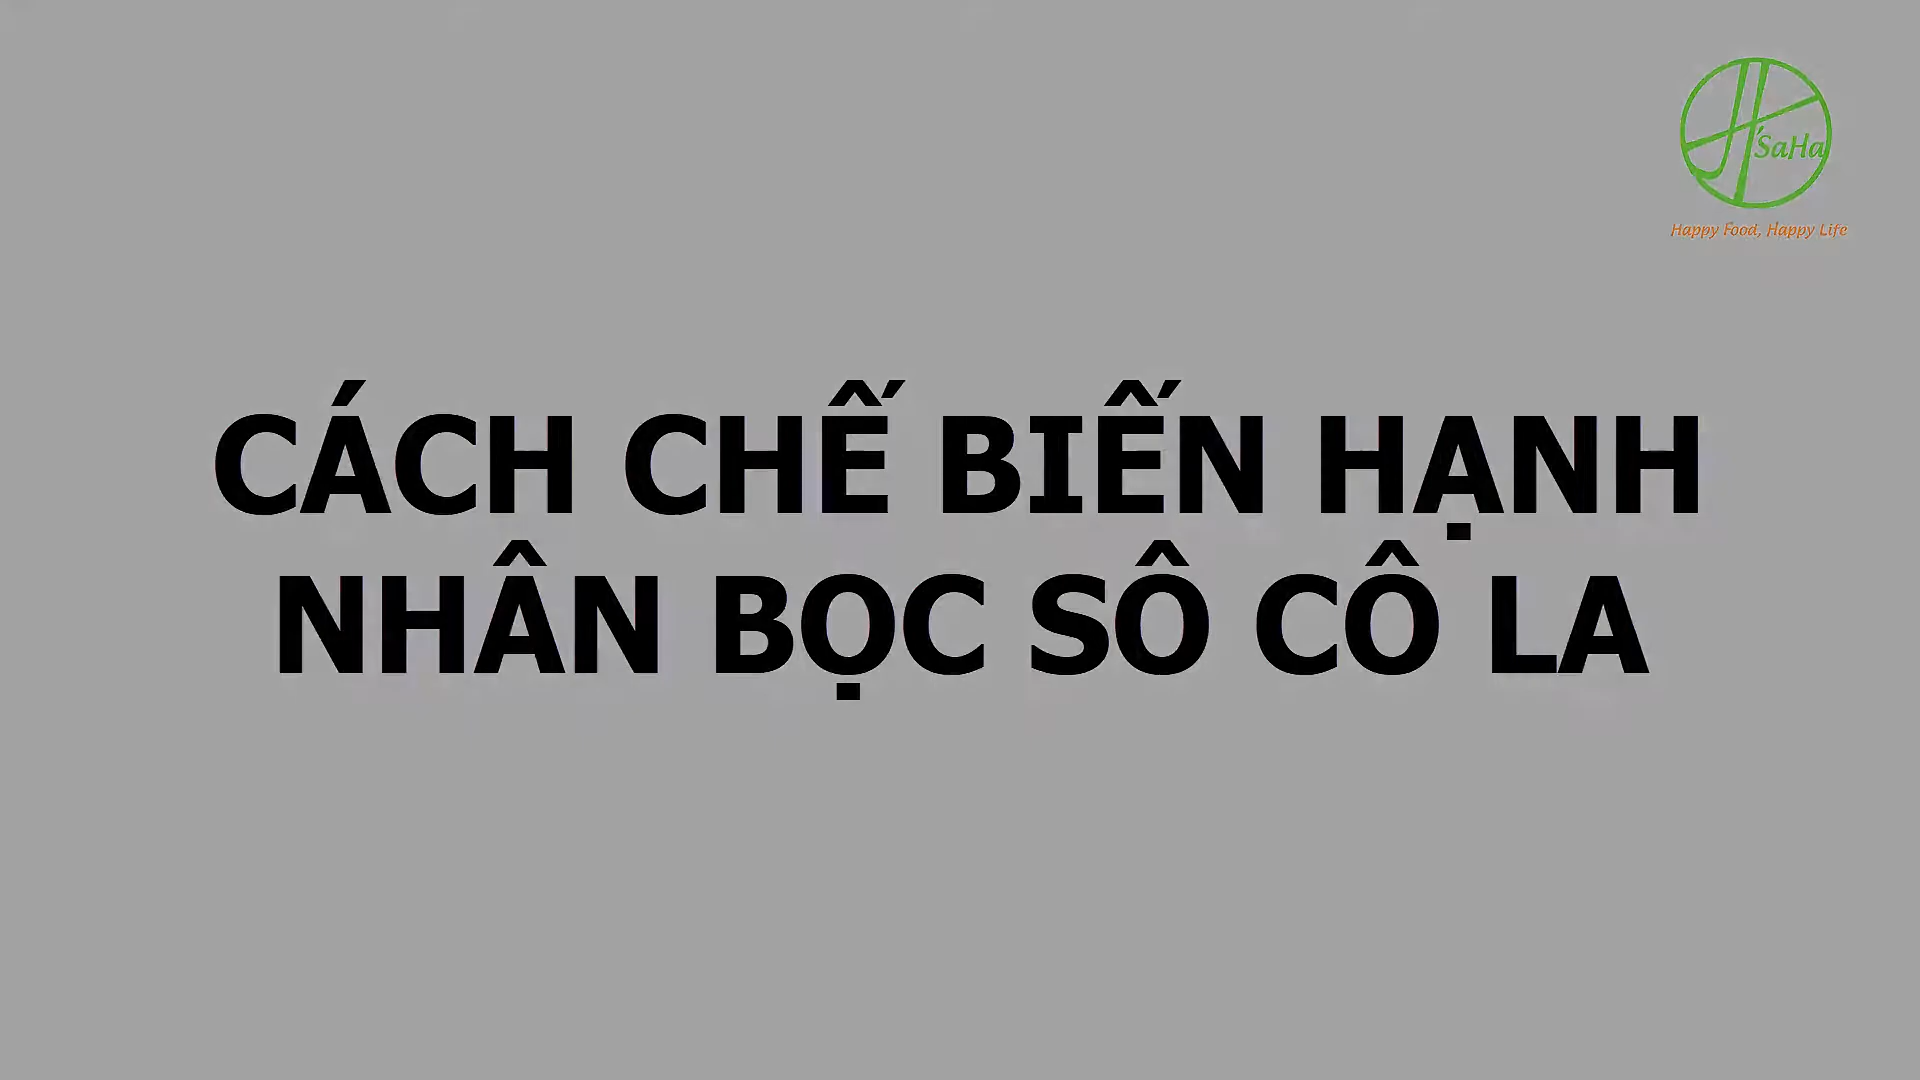 H'SaHa
Happy Food, Happy Life
CÁCH CHẾ BIẾN HẠNH
NHÂN BỌC SÔ CÔ LA